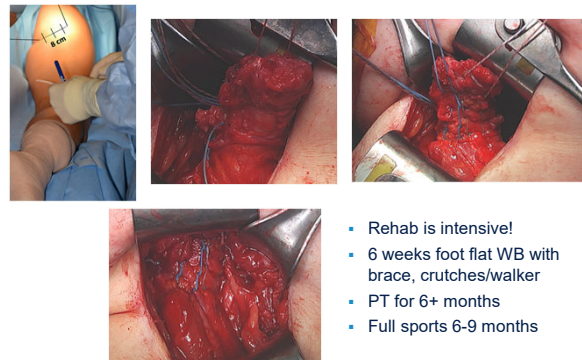 8 cm
Rehab is intensive!
6 weeks foot flat WB with
brace, crutches/walker
PT for 6+ months
Full sports 6-9 months